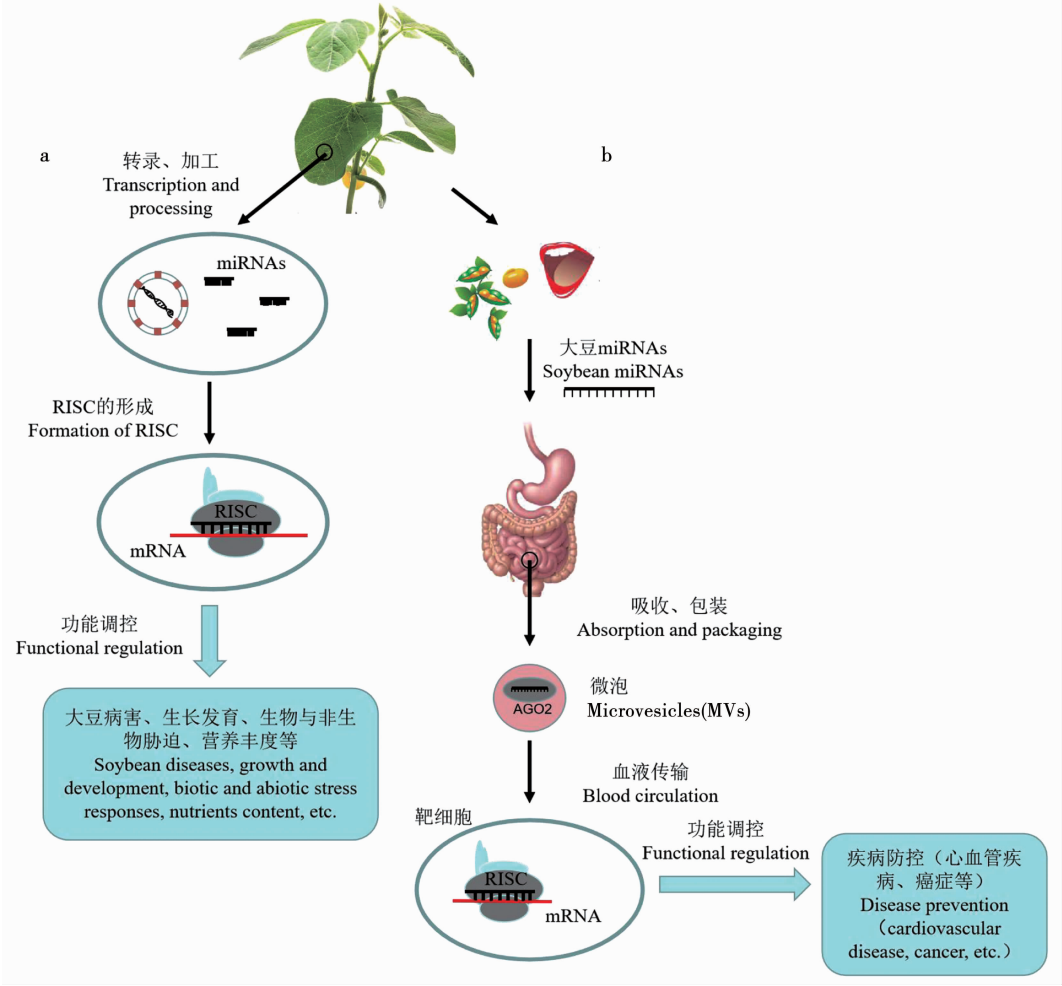 a
转录、加工
Transcription and
processing
miRNAs
RISC的形成
Formation of RISC
RISC
mRNA
功能调控
Functional regulation
大豆病害、生长发育、生物与非生
物胁迫、营养丰度等
Soybean diseases, growth and
development, biotic and abiotic stress
responses, nutrients content, etc.
b
大豆miRNAs
Soybean miRNAs
吸收、包装
Absorption and packaging
AGO2
微泡
Microvesicles(MVs)
血液传输
Blood circulation
靶细胞
RISC
mRNA
功能调控
Functional regulation
疾病防控（心血管疾
病、癌症等）
Disease prevention
（cardiovascular
disease, cancer, etc.）